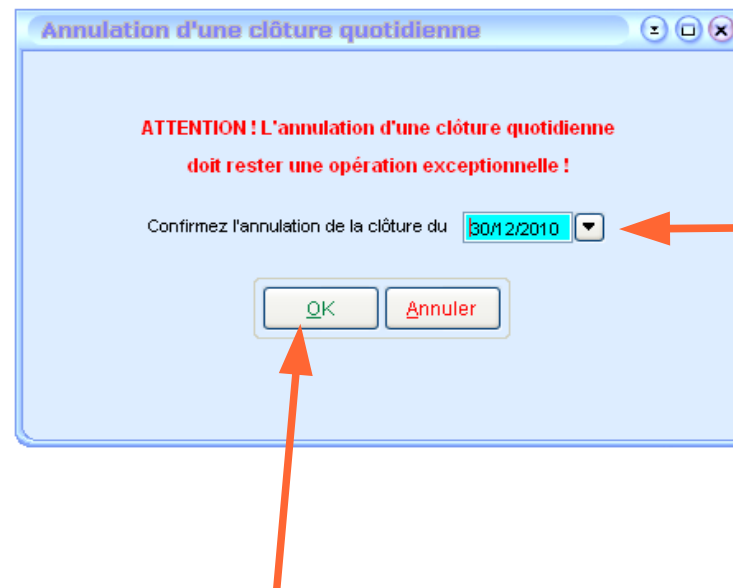 Annulation d'une clôture quotidienne
ATTENTION ! L'annulation d'une clôture quotidienne
doit rester une opération exceptionnelle !
Confirmez l'annulation de la clôture du 30/12/2010
OK Annuler